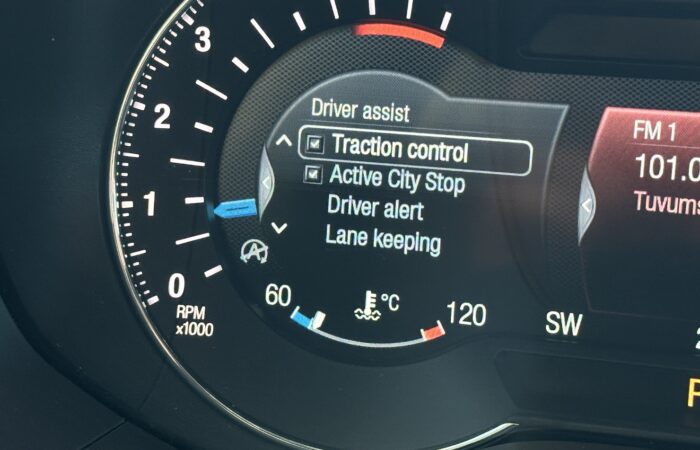 3
2
1
0
RPM
x1000
Driver assist
Traction control
Active City Stop
Driver alert
Lane keeping
60
°C
120
FM 1
101.0
Tuvums
SW